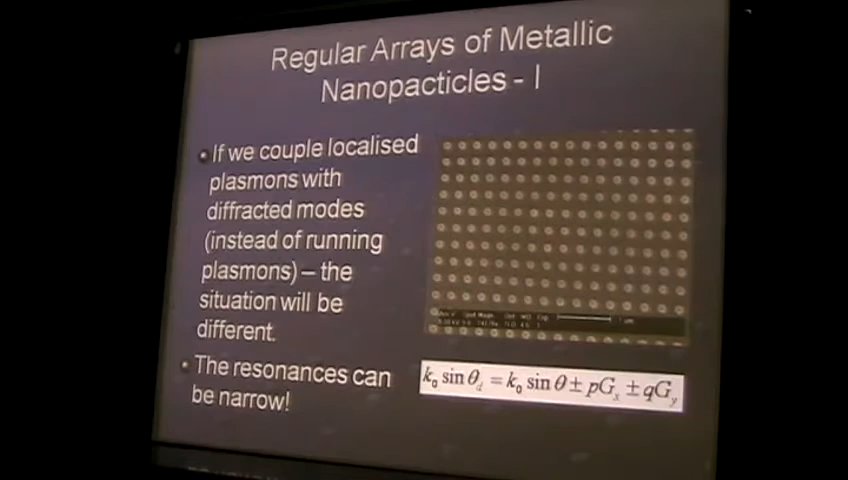 Regular Arrays of Metallic
Nanopacticles - I
If we couple localised
plasmons with
diffracted modes
(instead of running
plasmons) – the
situation will be
different.
The resonances can
be narrow!
k₀ sin θ_d = k₀ sin θ ± pGₓ ± qG_y